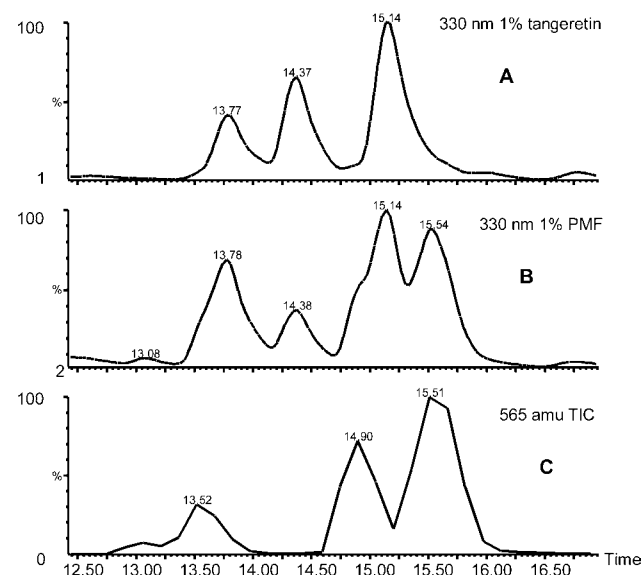 100
15.14
330 nm 1% tangeretin
A
14.37
%
13.77
1
100
15.14
330 nm 1% PMF
15.54
13.78
B
%
14.38
13.08
2
100
15.51
565 amu TIC
14.90
C
%
13.52
0
Time
12.50 13.00 13.50 14.00 14.50 15.00 15.50 16.00 16.50